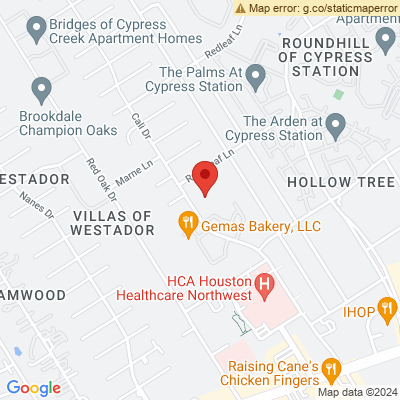 Map error: g.co/staticmaperror
Bridges of Cypress
Creek Apartment Homes
Redleaf Ln
Apartment
ROUNDHILL
OF CYPRESS
STATION
The Palms At
Cypress Station
Brookdale
Champion Oaks
Cali Dr
The Arden at
Cypress Station
Red Oak Dr
Marne Ln
Redleaf Ln
ESTADOR
Nanes Dr
HOLLOW TREE
VILLAS OF
WESTADOR
Gemas Bakery, LLC
HCA Houston
Healthcare Northwest
H
AMWOOD
IHOP
Raising Cane's
Chicken Fingers
Google
Map data ©2024